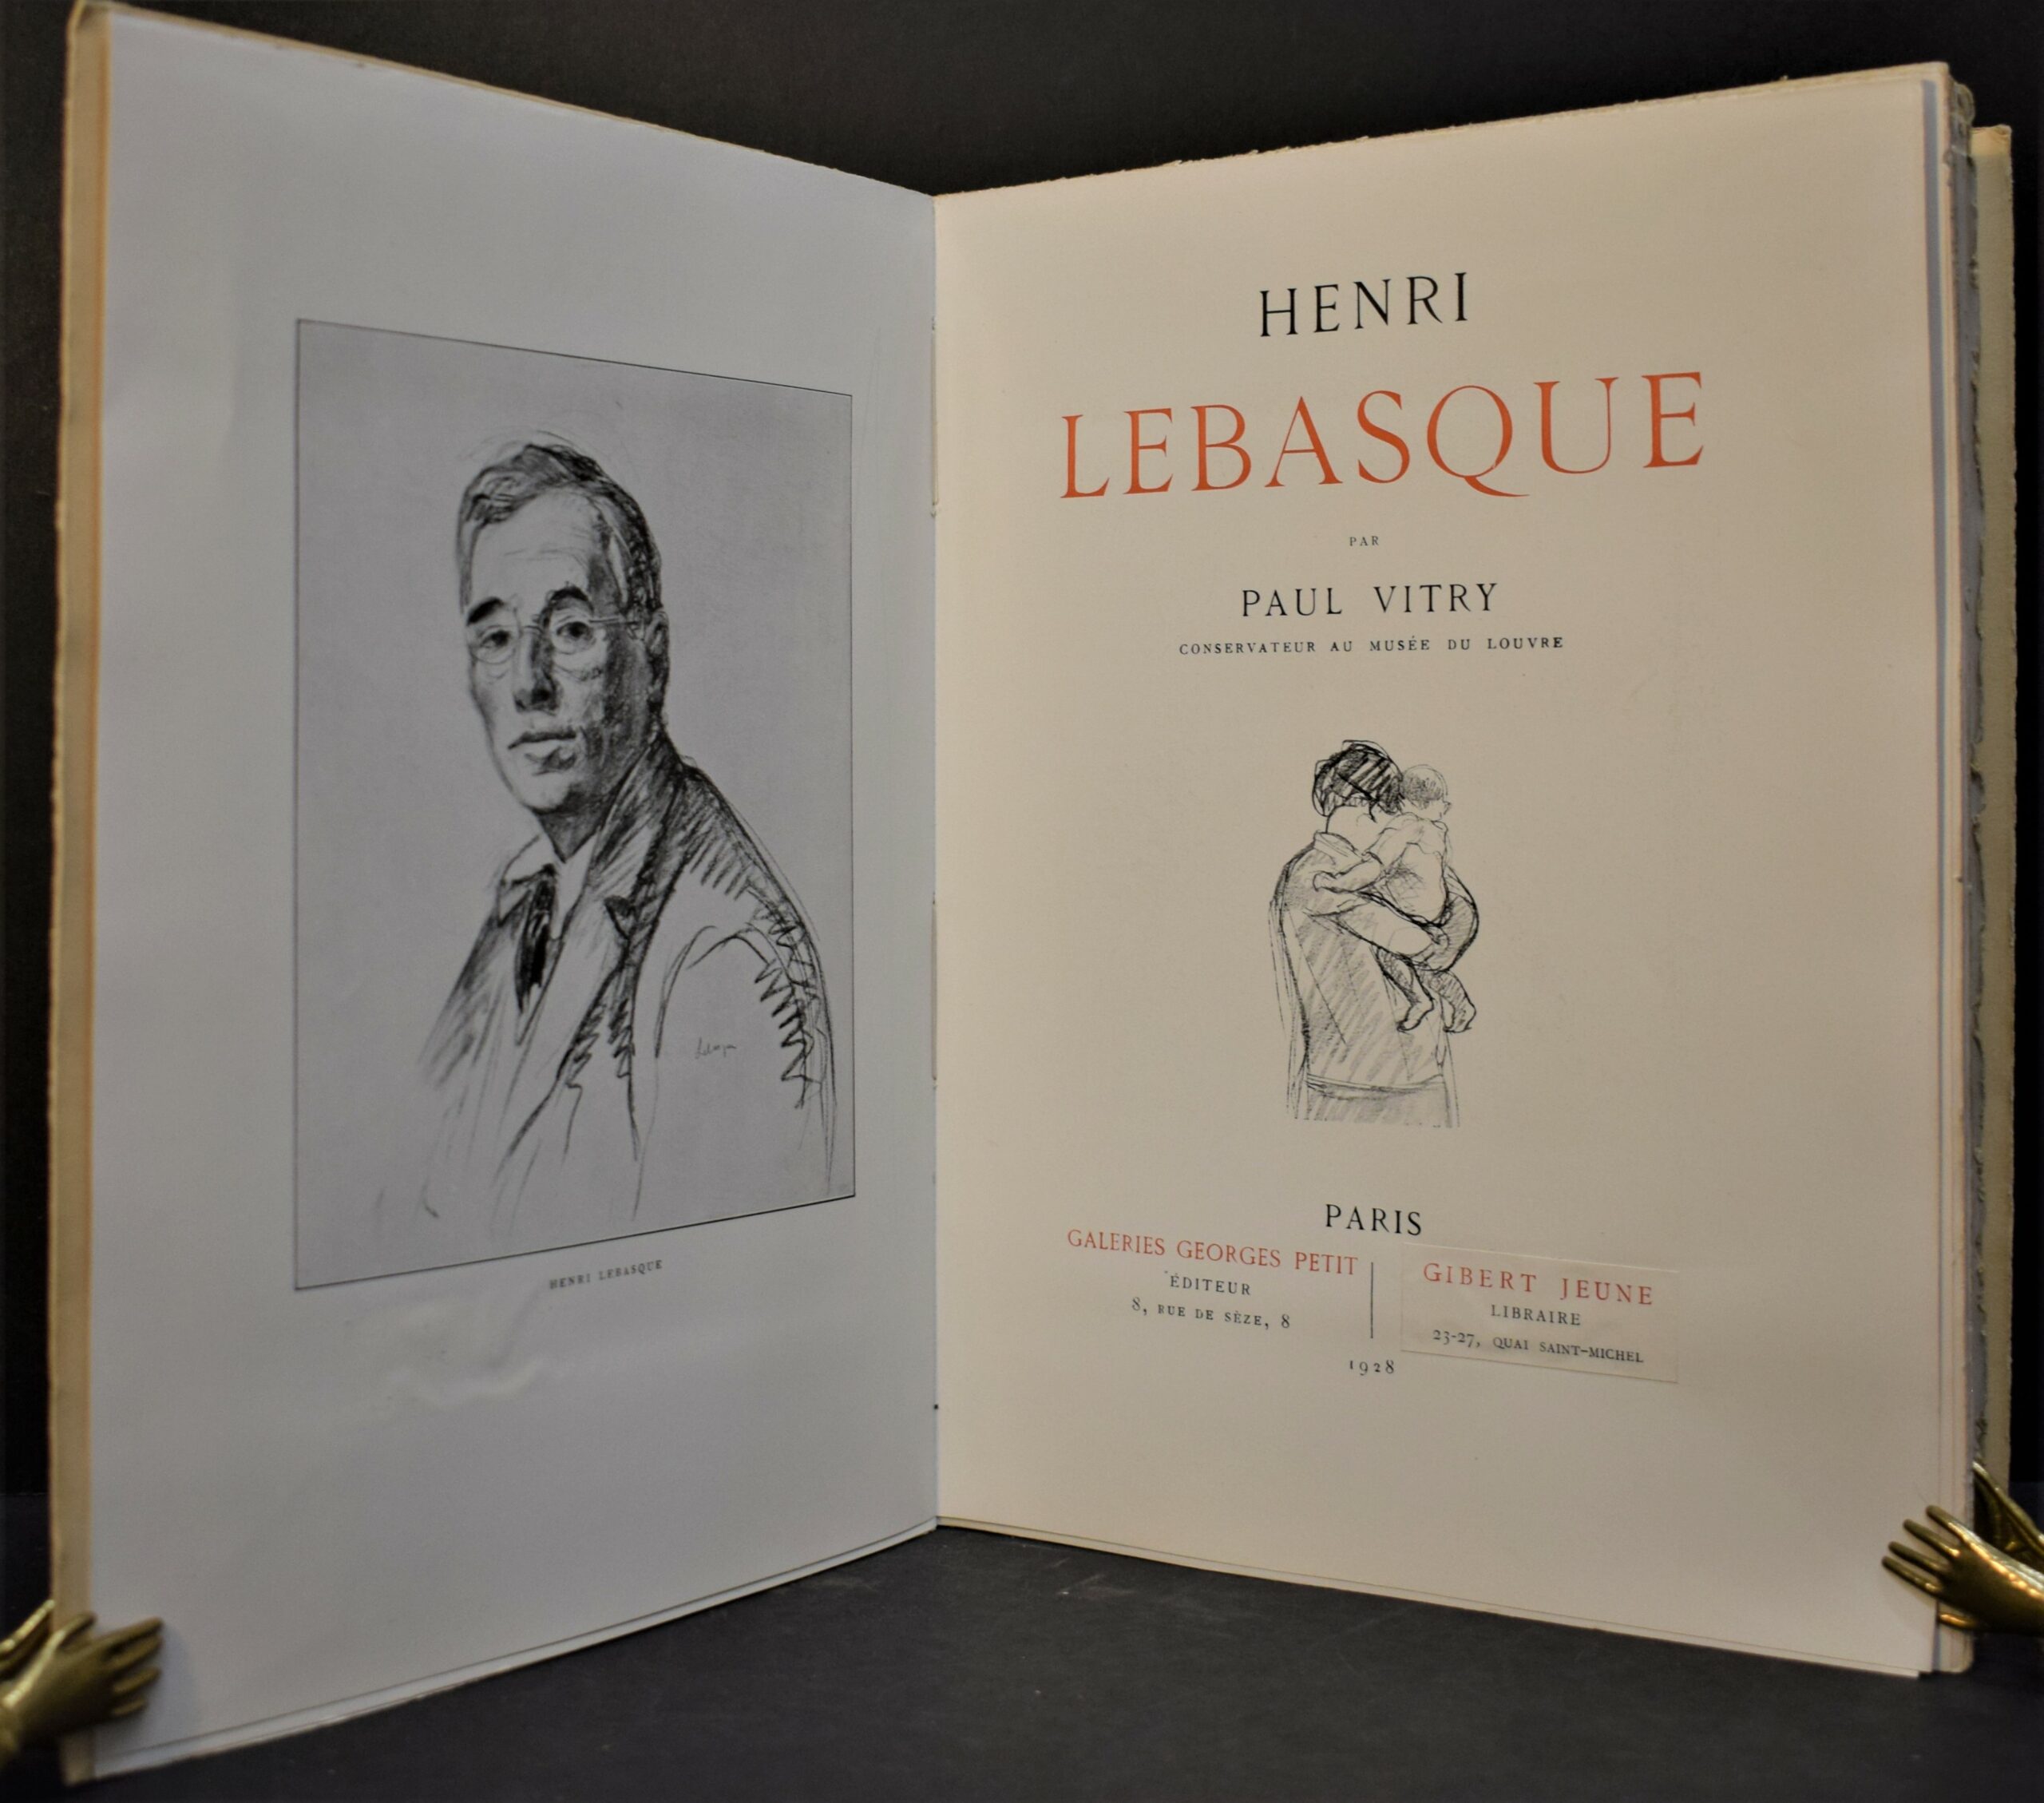 HENRI LEBASQUE
HENRI
LEBASQUE
PAR
PAUL VITRY
CONSERVATEUR AU MUSÉE DU LOUVRE
PARIS
GALERIES GEORGES PETIT
ÉDITEUR
8, RUE DE SÈZE, 8
GIBERT JEUNE
LIBRAIRE
23-27, QUAI SAINT-MICHEL
1928